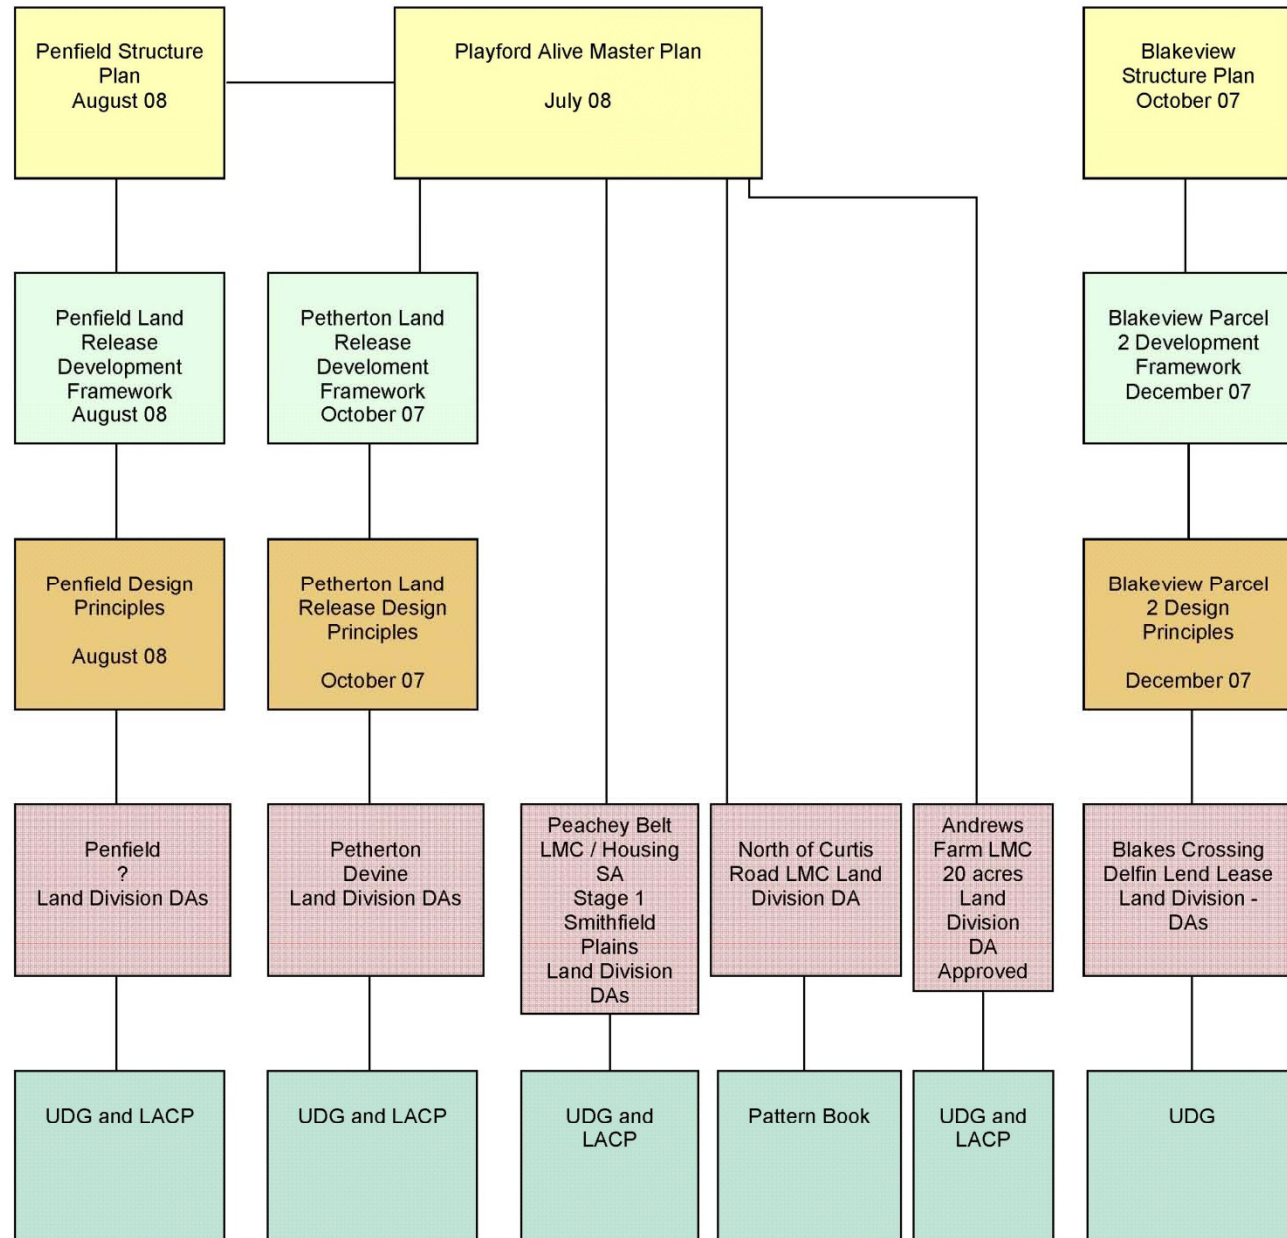 Penfield Structure
Plan
August 08
Playford Alive Master Plan
July 08
Blakeview
Structure Plan
October 07
Penfield Land
Release
Development
Framework
August 08
Petherton Land
Release
Develoment
Framework
October 07
Blakeview Parcel
2 Development
Framework
December 07
Penfield Design
Principles
August 08
Petherton Land
Release Design
Principles
October 07
Blakeview Parcel
2 Design
Principles
December 07
Penfield
?
Land Division DAs
Petherton
Devine
Land Division DAs
Peachey Belt
LMC / Housing
SA
Stage 1
Smithfield
Plains
Land Division
DAs
North of Curtis
Road LMC Land
Division DA
Andrews
Farm LMC
20 acres
Land
Division
DA
Approved
Blakes Crossing
Delfin Lend Lease
Land Division -
DAs
UDG and LACP
UDG and LACP
UDG and
LACP
Pattern Book
UDG and
LACP
UDG